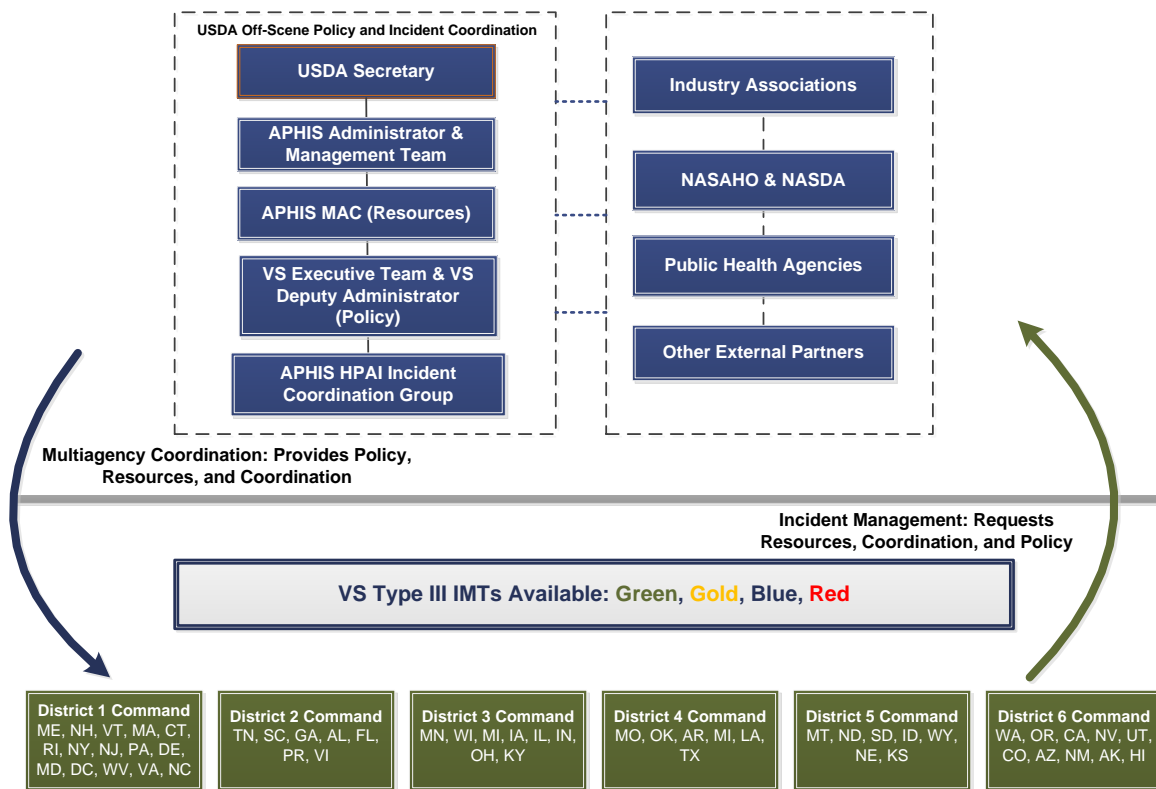 USDA Off-Scene Policy and Incident Coordination
USDA Secretary
APHIS Administrator &
Management Team
APHIS MAC (Resources)
VS Executive Team & VS
Deputy Administrator
(Policy)
APHIS HPAI Incident
Coordination Group
Industry Associations
NASAHO & NASDA
Public Health Agencies
Other External Partners
Multiagency Coordination: Provides Policy,
Resources, and Coordination
Incident Management: Requests
Resources, Coordination, and Policy
VS Type III IMTs Available: Green, Gold, Blue, Red
District 1 Command
ME, NH, VT, MA, CT,
RI, NY, NJ, PA, DE,
MD, DC, WV, VA, NC
District 2 Command
TN, SC, GA, AL, FL,
PR, VI
District 3 Command
MN, WI, MI, IA, IL, IN,
OH, KY
District 4 Command
MO, OK, AR, MI, LA,
TX
District 5 Command
MT, ND, SD, ID, WY,
NE, KS
District 6 Command
WA, OR, CA, NV, UT,
CO, AZ, NM, AK, HI